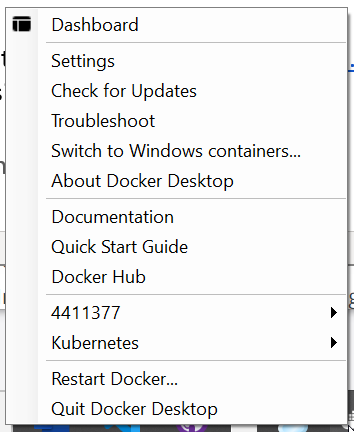 Dashboard
Settings
Check for Updates
Troubleshoot
Switch to Windows containers...
About Docker Desktop
Documentation
Quick Start Guide
Docker Hub
4411377
Kubernetes
Restart Docker...
Quit Docker Desktop